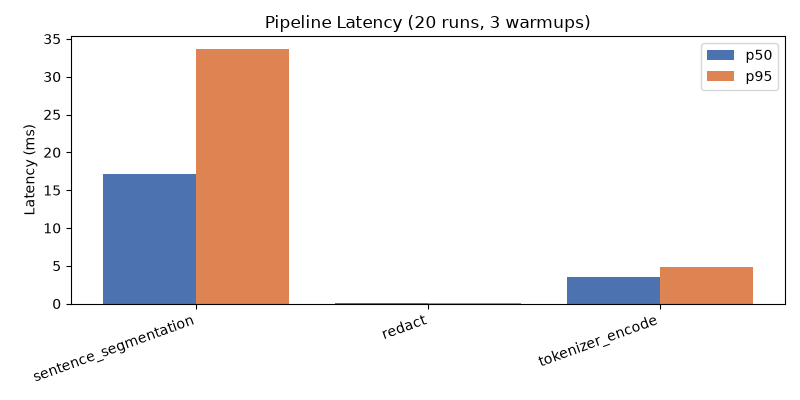 Pipeline Latency (20 runs, 3 warmups)
p50
p95
Latency (ms)
35
30
25
20
15
10
5
0
sentence_segmentation
redact
tokenizer_encode